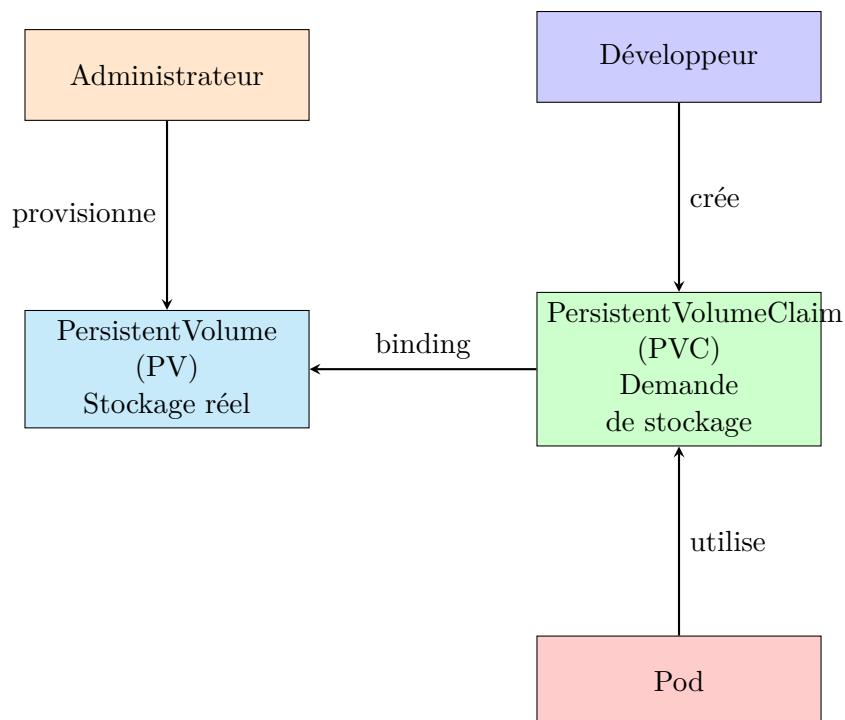 Administrateur
Développeur
provisionne
crée
PersistentVolume
(PV)
Stockage réel
binding
PersistentVolumeClaim
(PVC)
Demande
de stockage
utilise
Pod